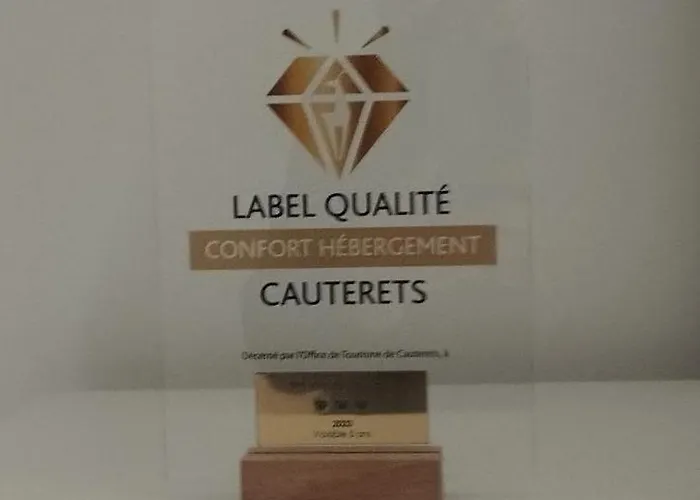 LABEL QUALITÉ
CONFORT HÉBERGEMENT
CAUTERETS
Décerné par l'Office de Tourisme de Cauterets, à